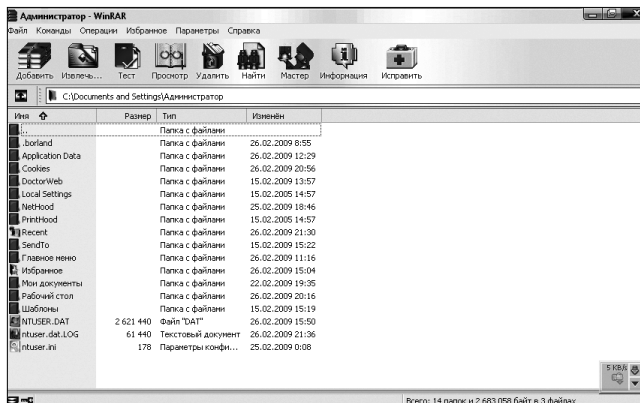 Администратор - WinRAR
Файл Команды Операции Избранное Параметры Справка
Добавить Извлечь... Тест Просмотр Удалить Найти Мастер Информация Исправить
C:\Documents and Settings\Администратор
Имя Размер Тип Изменён
.. Папка с файлами
.borland Папка с файлами 26.02.2009 8:55
Application Data Папка с файлами 26.02.2009 12:29
Cookies Папка с файлами 26.02.2009 20:56
DoctorWeb Папка с файлами 15.02.2009 13:57
Local Settings Папка с файлами 15.02.2005 14:57
NetHood Папка с файлами 25.02.2009 18:46
PrintHood Папка с файлами 15.02.2005 14:57
Recent Папка с файлами 26.02.2009 21:30
SendTo Папка с файлами 15.02.2009 15:22
Главное меню Папка с файлами 26.02.2009 11:16
Избранное Папка с файлами 26.02.2009 15:04
Мои документы Папка с файлами 22.02.2009 19:35
Рабочий стол Папка с файлами 26.02.2009 20:16
Шаблоны Папка с файлами 15.02.2009 15:19
NTUSER.DAT 2 621 440 Файл "DAT" 26.02.2009 15:50
ntuser.dat.LOG 61 440 Текстовый документ 26.02.2009 21:36
ntuser.ini 178 Параметры конфи... 25.02.2009 0:08
5 KB/s
Всего: 14 папок и 2 683 058 байт в 3 файлах